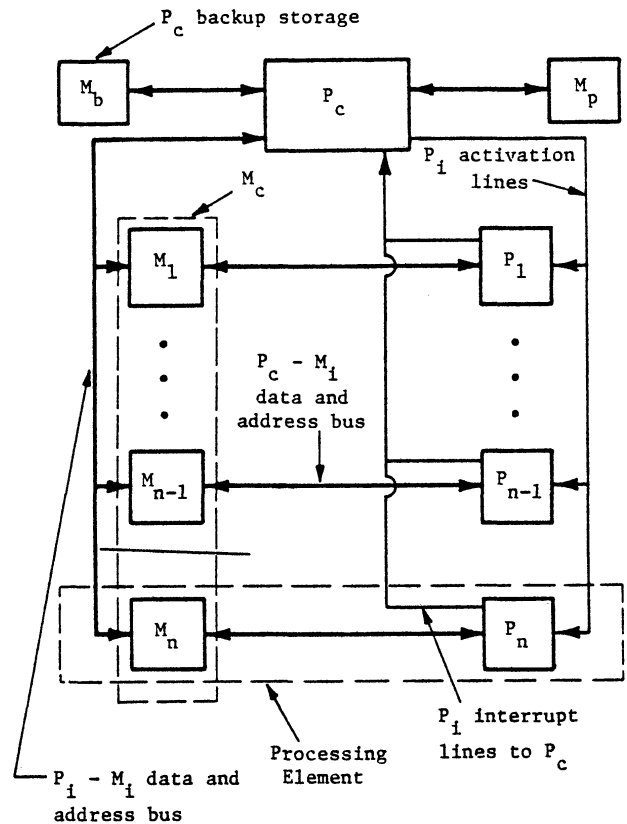 P_c backup storage
M_b
P_c
M_p
P_i activation
lines
M_c
M_1
P_1
P_c - M_i
data and
address bus
M_n-1
P_n-1
M_n
P_n
P_i interrupt
lines to P_c
Processing
Element
P_i - M_i data and
address bus